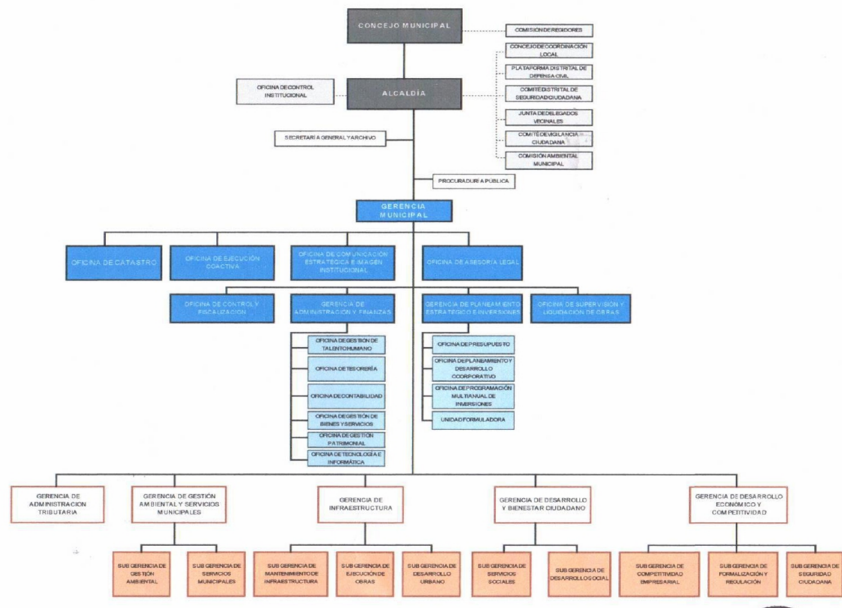 CONCEJO MUNICIPAL
COMISIÓN DE REGIDORES
CONCEJO DE COORDINACIÓN
LOCAL
PLATAFORMA DISTRITAL DE
DEFENSA CIVIL
OFICINA DE CONTROL
INSTITUCIONAL
ALCALDÍA
COMITÉ DISTRITAL DE
SEGURIDAD CIUDADANA
JUNTA DE DELEGADOS
VECINALES
SECRETARÍA GENERAL Y ARCHIVO
COMITÉ DE VIGILANCIA
CIUDADANA
COMISIÓN AMBIENTAL
MUNICIPAL
PROCURADURIA PÚBLICA
GERENCIA
MUNICIPAL
OFICINA DE CATASTRO
OFICINA DE EJECUCIÓN
COACTIVA
OFICINA DE COMUNICACIÓN
ESTRATÉGICA E IMAGEN
INSTITUCIONAL
OFICINA DE ASESORÍA LEGAL
OFICINA DE CONTROL Y
FISCALIZACIÓN
GERENCIA DE
ADMINISTRACIÓN Y FINANZAS
GERENCIA DE PLANEAMIENTO
ESTRATÉGICO E INVERSIONES
OFICINA DE SUPERVISIÓN Y
LIQUIDACIÓN DE OBRAS
OFICINA DE GESTIÓN DE
TALENTO HUMANO
OFICINA DE TESORERÍA
OFICINA DE CONTABILIDAD
OFICINA DE GESTIÓN DE
BIENES Y SERVICIOS
OFICINA DE GESTIÓN
PATRIMONIAL
OFICINA DE TECNOLOGÍA E
INFORMÁTICA
OFICINA DE PRESUPUESTO
OFICINA DE PLANEAMIENTO Y
DESARROLLO
COORPORATIVO
OFICINA DE PROGRAMACIÓN
MULTIANUAL DE
INVERSIONES
UNIDAD FORMULADORA
GERENCIA DE
ADMINISTRACION
TRIBUTARIA
GERENCIA DE GESTIÓN
AMBIENTAL Y SERVICIOS
MUNICIPALES
GERENCIA DE
INFRAESTRUCTURA
GERENCIA DE DESARROLLO
Y BIENESTAR CIUDADANO
GERENCIA DE DESARROLLO
ECONÓMICO Y
COMPETITIVIDAD
SUB GERENCIA DE
GESTIÓN
AMBIENTAL
SUB GERENCIA DE
SERVICIOS
MUNICIPALES
SUB GERENCIA DE
MANTENIMIENTO DE
INFRAESTRUCTURA
SUB GERENCIA DE
EJECUCIÓN DE
OBRAS
SUB GERENCIA DE
DESARROLLO
URBANO
SUB GERENCIA DE
SERVICIOS
SOCIALES
SUB GERENCIA DE
DESARROLLO SOCIAL
SUB GERENCIA DE
COMPETITIVIDAD
EMPRESARIAL
SUB GERENCIA DE
FORMALIZACIÓN Y
REGULACIÓN
SUB GERENCIA DE
SEGURIDAD
CIUDADANA